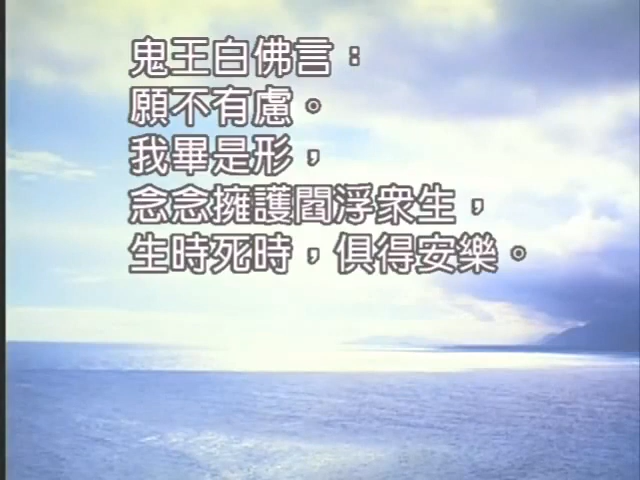 鬼王白佛言：
願不有慮。
我畢是形，
念念擁護閻浮衆生，
生時死時，俱得安樂。